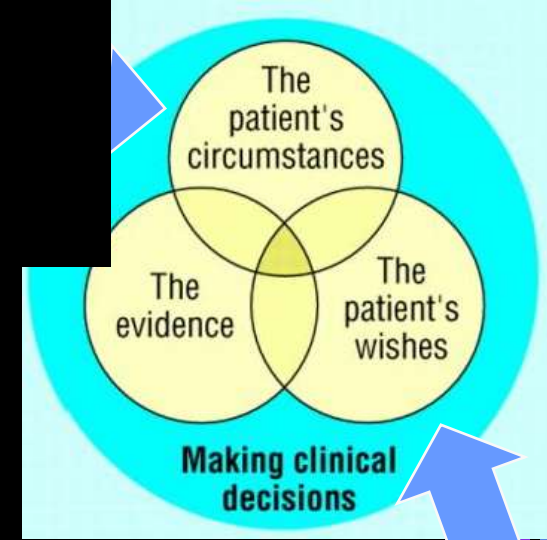 The
patient's
circumstances
The
evidence
The
patient's
wishes
Making clinical
decisions